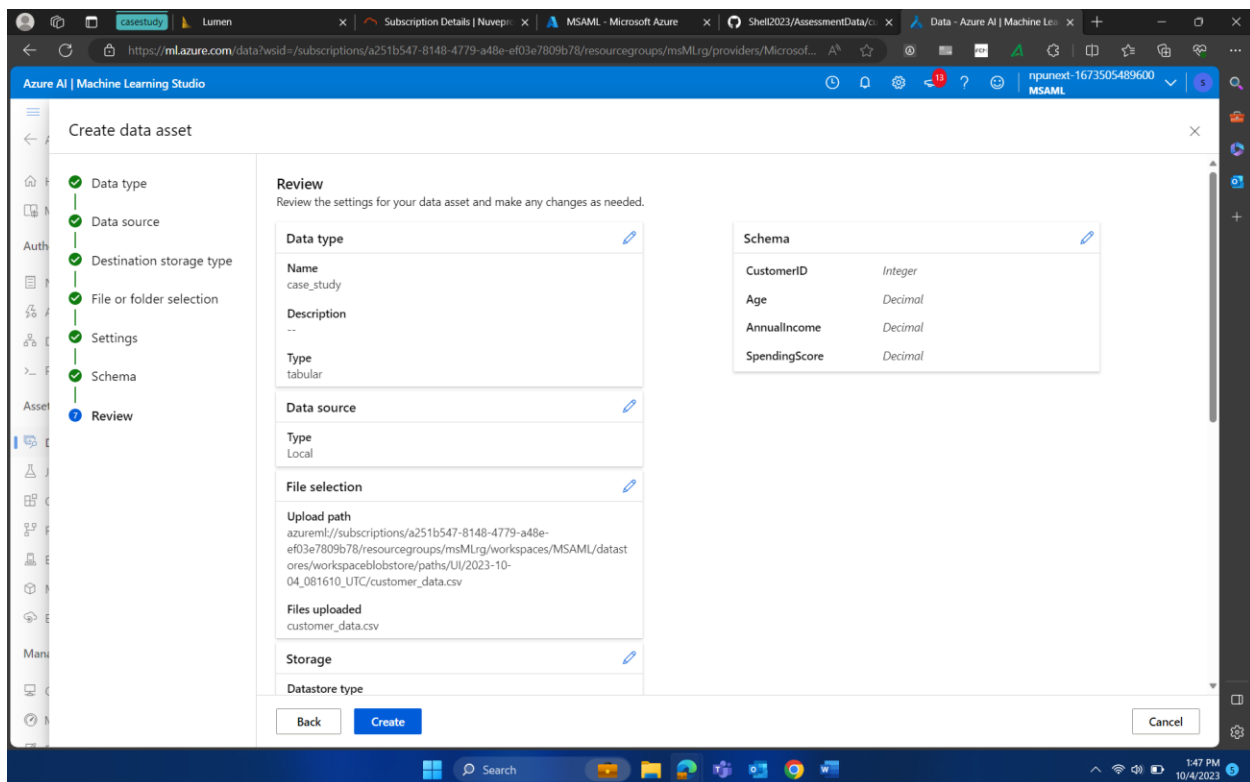 casestudy
Lumen
Subscription Details | Nuvepro
MSAML - Microsoft Azure
Shell2023/AssessmentData/cu
Data - Azure AI | Machine Lea
https://ml.azure.com/data?wsid=/subscriptions/a251b547-8148-4779-a48e-ef03e7809b78/resourcegroups/msMLrg/providers/Microsof...
Azure AI | Machine Learning Studio
13
npunext-1673505489600
MSAML
S
Create data asset
Data type
Data source
Destination storage type
File or folder selection
Settings
Schema
7 Review
Auth
Asset
Mana
Review
Review the settings for your data asset and make any changes as needed.
Data type
Name
case_study
Description
--
Type
tabular
Data source
Type
Local
File selection
Upload path
azureml://subscriptions/a251b547-8148-4779-a48e-
ef03e7809b78/resourcegroups/msMLrg/workspaces/MSAML/datast
ores/workspaceblobstore/paths/UI/2023-10-
04_081610_UTC/customer_data.csv
Files uploaded
customer_data.csv
Storage
Datastore type
Schema
CustomerID Integer
Age Decimal
AnnualIncome Decimal
SpendingScore Decimal
Back
Create
Cancel
Search
1:47 PM
10/4/2023
5